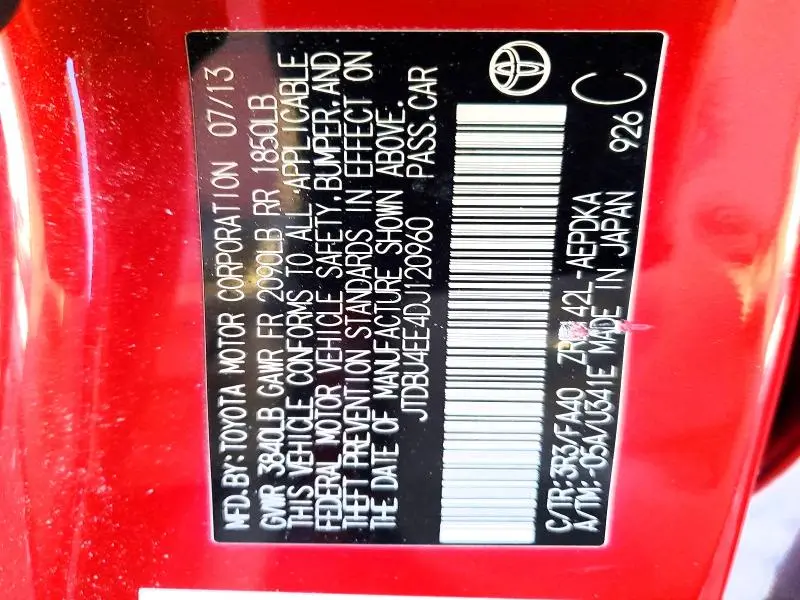 MFD.BY:TOYOTA MOTOR CORPORATION 07/13
GVWR 3840LB GAWR FR 2090LB RR 1850LB
THIS VEHICLE CONFORMS TO ALL APPLICABLE
FEDERAL MOTOR VEHICLE SAFETY,BUMPER,AND
THEFT PREVENTION STANDARDS IN EFFECT ON
THE DATE OF MANUFACTURE SHOWN ABOVE.
JTDBU4EE4DJ120960 PASS.CAR
C/TR:3R3/FA40
A/TM:-05A/U341E MADE IN JAPAN 926 C